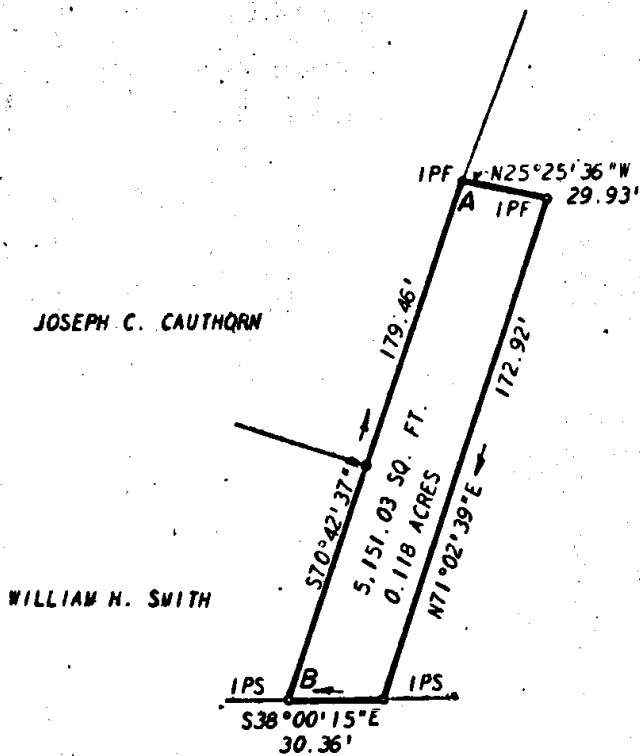 IPF
N25°25'36"W
29.93'
A
IPF
179.46'
JOSEPH C. CAUTHORN
172.92'
5,151.03 SQ. FT.
0.118 ACRES
S70°42'37"
N71°02'39"E
WILLIAM H. SMITH
IPS
B
IPS
S38°00'15"E
30.36'